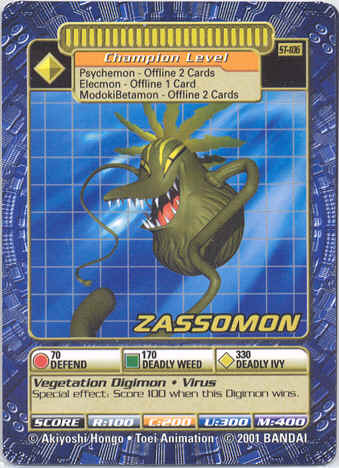 ST-106
Champion Level
Psychemon - Offline 2 Cards
Elecmon - Offline 1 Card
ModokiBetamon - Offline 2 Cards
ZASSOMON
70 DEFEND
170 DEADLY WEED
330 DEADLY IVY
Vegetation Digimon • Virus
Special effect: Score 100 when this Digimon wins.
SCORE R:100 C:200 U:300 M:400
© Akiyoshi Hongo • Toei Animation • © 2001 BANDAI